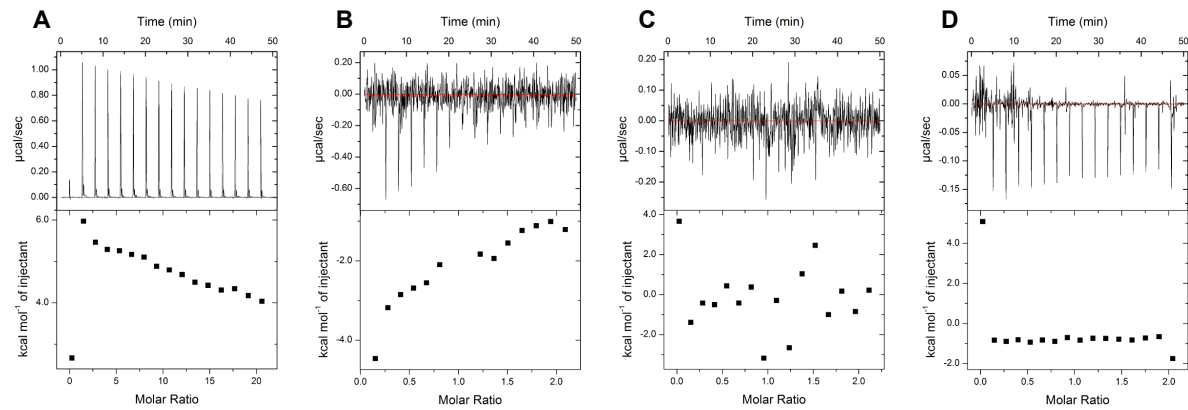 A
Time (min)
0 10 20 30 40 50
1.00
0.80
0.60
0.40
0.20
0.00
µcal/sec
6.0
4.0
kcal mol⁻¹ of injectant
0 5 10 15 20
Molar Ratio
B
Time (min)
0 10 20 30 40 50
0.20
0.00
-0.20
-0.40
-0.60
µcal/sec
-2.0
-4.0
kcal mol⁻¹ of injectant
0.0 0.5 1.0 1.5 2.0
Molar Ratio
C
Time (min)
0 10 20 30 40 50
0.20
0.10
0.00
-0.10
-0.20
µcal/sec
4.0
2.0
0.0
-2.0
kcal mol⁻¹ of injectant
0.0 0.5 1.0 1.5 2.0
Molar Ratio
D
Time (min)
0 10 20 30 40 50
0.05
0.00
-0.05
-0.10
-0.15
µcal/sec
4.0
2.0
0.0
-2.0
kcal mol⁻¹ of injectant
0.0 0.5 1.0 1.5 2.0
Molar Ratio